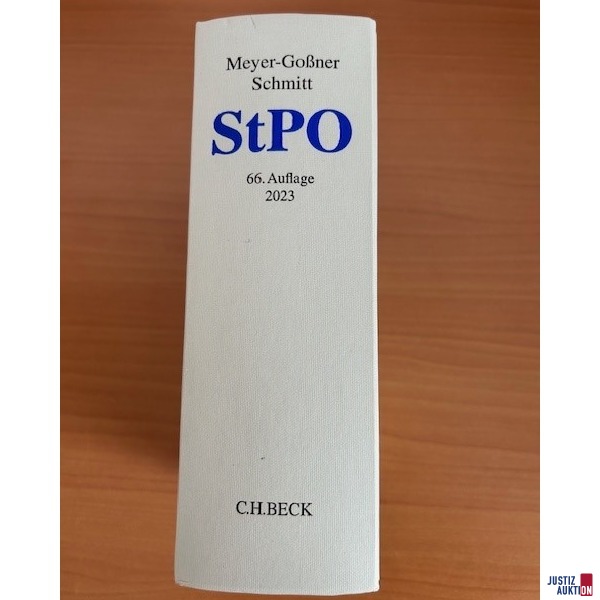 Meyer-Goßner
Schmitt
StPO
66. Auflage
2023
C.H.BECK
JUSTIZ
AUKTION